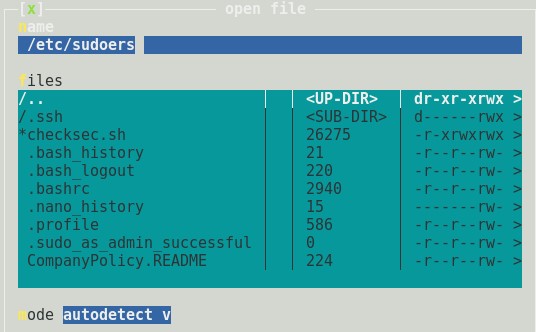 [x] open file
name
/etc/sudoers
files
/.. <UP-DIR> dr-xr-xrwx >
/.ssh <SUB-DIR> d------rwx >
*checksec.sh 26275 -r-xrwxrwx >
.bash_history 21 -r--r--rw- >
.bash_logout 220 -r--r--rw- >
.bashrc 2940 -r--r--rw- >
.nano_history 15 -------rw- >
.profile 586 -r--r--rw- >
.sudo_as_admin_successful 0 -r--r--rw- >
CompanyPolicy.README 224 -r--r--rw- >
mode autodetect v